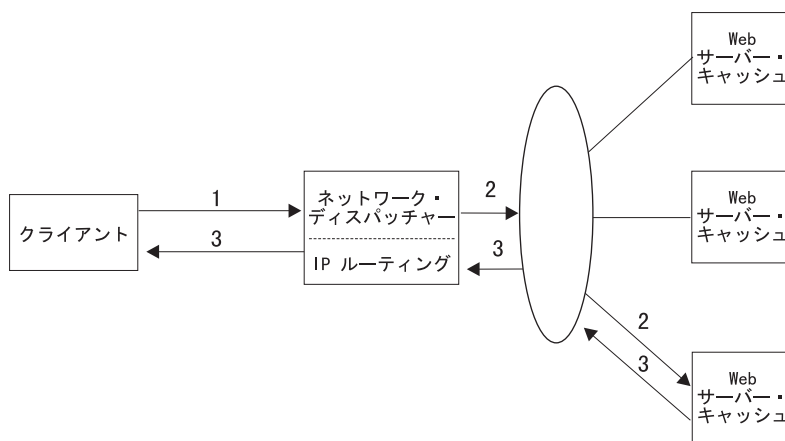 Web
サーバー・
キャッシュ
1
ネットワーク・
ディスパッチャー
2
クライアント
3
IP ルーティング
3
Web
サーバー・
キャッシュ
2
3
Web
サーバー・
キャッシュ